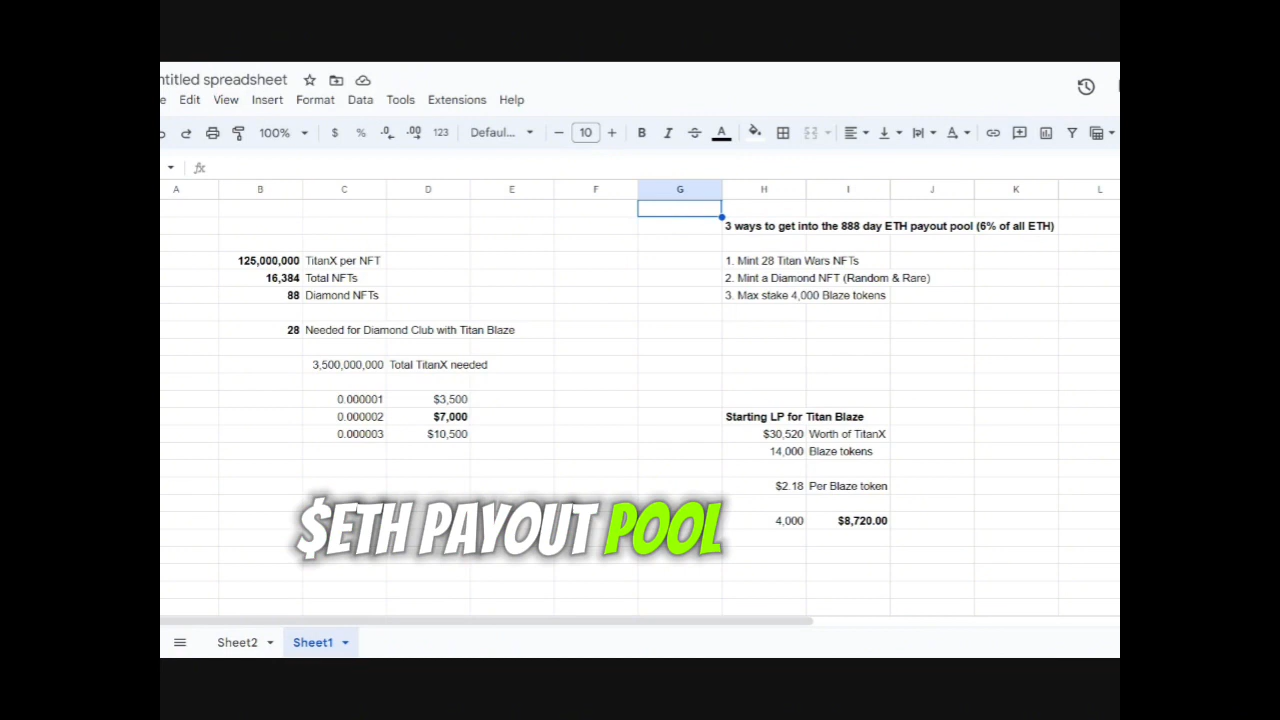 ntitled spreadsheet
e Edit View Insert Format Data Tools Extensions Help
100% $ % .0 .00 123 Defaul... 10 B I S A
fx
A B C D E F G H I J K L
3 ways to get into the 888 day ETH payout pool (6% of all ETH)
125,000,000 TitanX per NFT 1. Mint 28 Titan Wars NFTs
16,384 Total NFTs 2. Mint a Diamond NFT (Random & Rare)
88 Diamond NFTs 3. Max stake 4,000 Blaze tokens
28 Needed for Diamond Club with Titan Blaze
3,500,000,000 Total TitanX needed
0.000001 $3,500
0.000002 $7,000 Starting LP for Titan Blaze
0.000003 $10,500 $30,520 Worth of TitanX
14,000 Blaze tokens
$2.18 Per Blaze token
4,000 $8,720.00
$ETH PAYOUT POOL
Sheet2 Sheet1